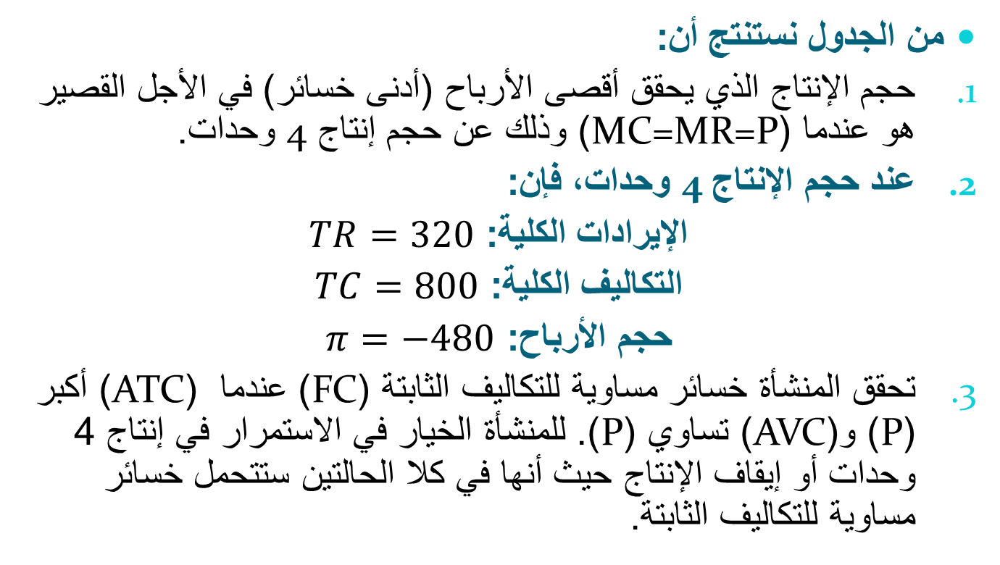 • من الجدول نستنتج أن:
1. حجم الإنتاج الذي يحقق أقصى الأرباح (أدنى خسائر) في الأجل القصير
هو عندما (MC=MR=P) وذلك عن حجم إنتاج 4 وحدات.
2. عند حجم الإنتاج 4 وحدات، فإن:
الإيرادات الكلية: TR = 320
التكاليف الكلية: TC = 800
حجم الأرباح: π = −480
3. تحقق المنشأة خسائر مساوية للتكاليف الثابتة (FC) عندما (ATC) أكبر
(P) و(AVC) تساوي (P). للمنشأة الخيار في الاستمرار في إنتاج 4
وحدات أو إيقاف الإنتاج حيث أنها في كلا الحالتين ستتحمل خسائر
مساوية للتكاليف الثابتة.